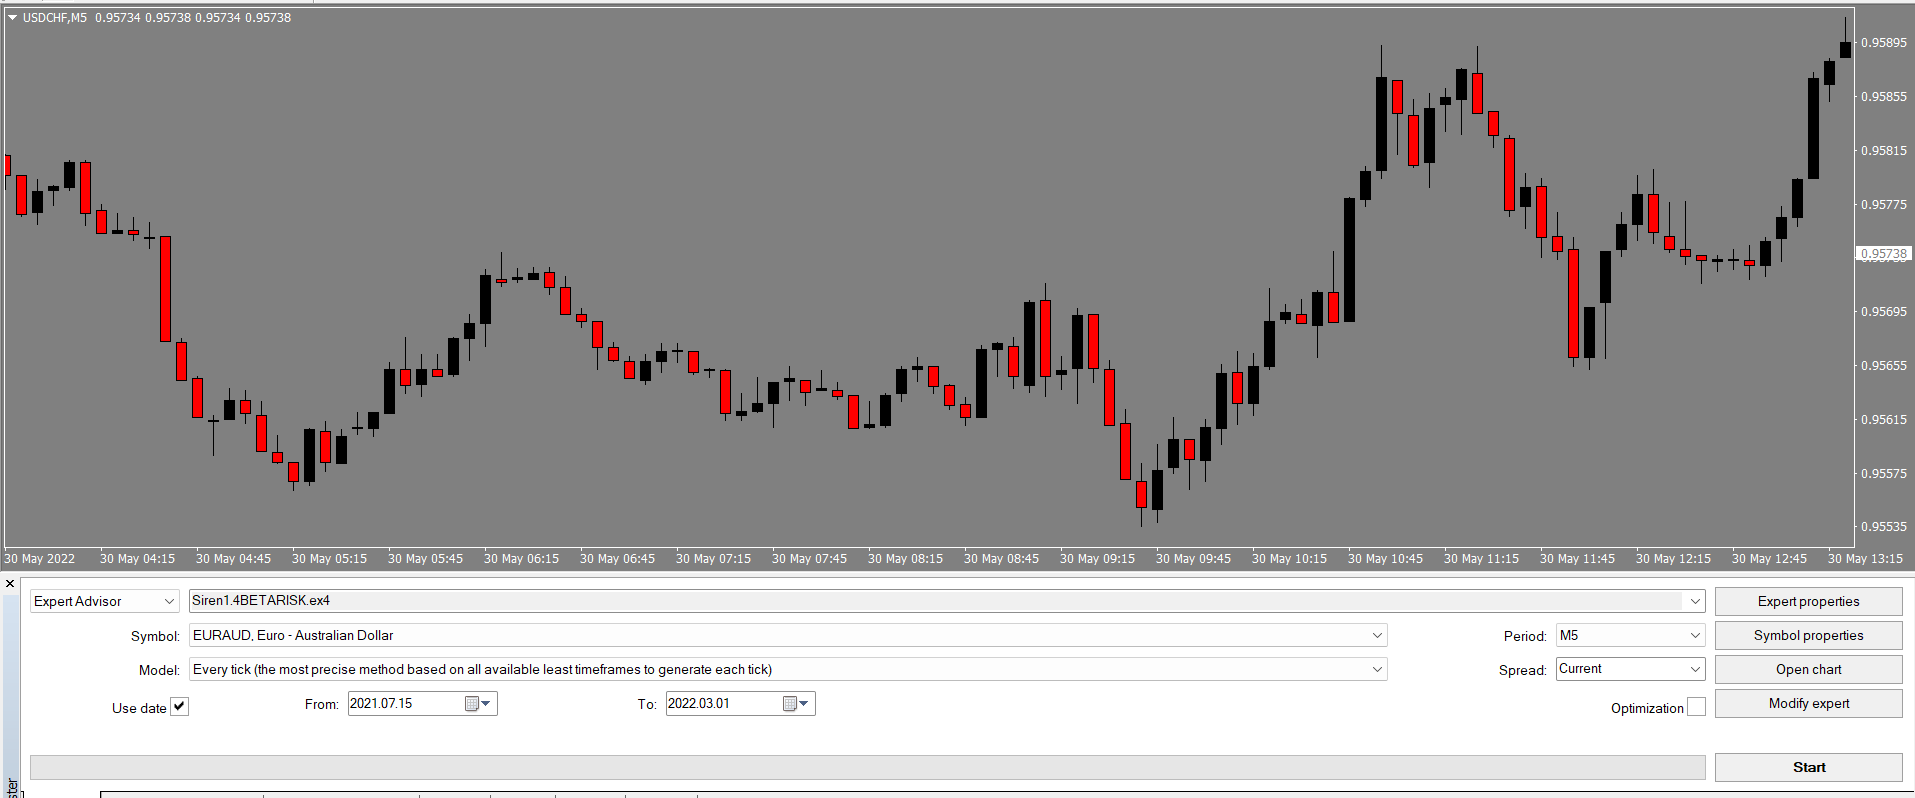 USDCHF,M5 0.95734 0.95738 0.95734 0.95738
0.95895
0.95855
0.95815
0.95775
0.95738
0.95695
0.95655
0.95615
0.95575
0.95535
30 May 2022 30 May 04:15 30 May 04:45 30 May 05:15 30 May 05:45 30 May 06:15 30 May 06:45 30 May 07:15 30 May 07:45 30 May 08:15 30 May 08:45 30 May 09:15 30 May 09:45 30 May 10:15 30 May 10:45 30 May 11:15 30 May 11:45 30 May 12:15 30 May 12:45 30 May 13:15
Expert Advisor Siren1.4BETARISK.ex4 Expert properties
Symbol: EURAUD, Euro - Australian Dollar Period: M5 Symbol properties
Model: Every tick (the most precise method based on all available least timeframes to generate each tick) Spread: Current Open chart
Use date From: 2021.07.15 To: 2022.03.01 Optimization Modify expert
Start